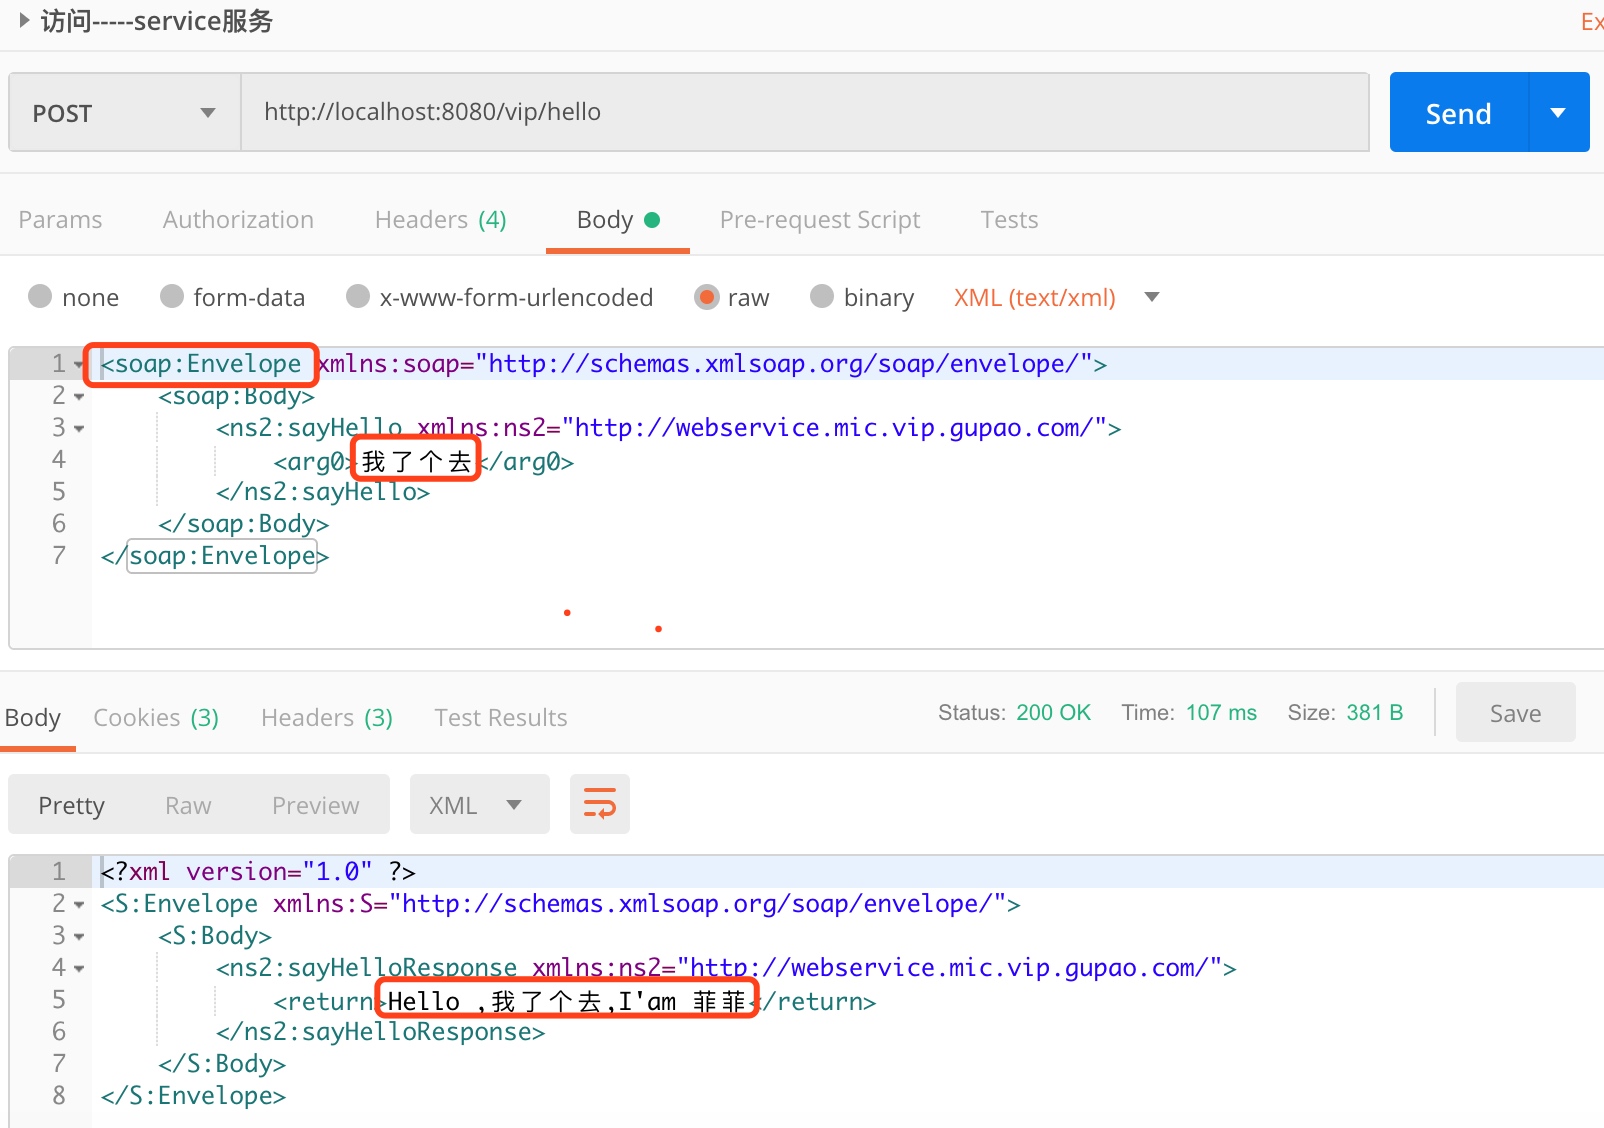 访问-----service服务
Ex
POST
http://localhost:8080/vip/hello
Send
Params Authorization Headers (4) Body Pre-request Script Tests
none form-data x-www-form-urlencoded raw binary XML (text/xml)
1 <soap:Envelope xmlns:soap="http://schemas.xmlsoap.org/soap/envelope/">
2 <soap:Body>
3 <ns2:sayHello xmlns:ns2="http://webservice.mic.vip.gupao.com/">
4 <arg0>我了个去</arg0>
5 </ns2:sayHello>
6 </soap:Body>
7 </soap:Envelope>
Body Cookies (3) Headers (3) Test Results Status: 200 OK Time: 107 ms Size: 381 B Save
Pretty Raw Preview XML
1 <?xml version="1.0" ?>
2 <S:Envelope xmlns:S="http://schemas.xmlsoap.org/soap/envelope/">
3 <S:Body>
4 <ns2:sayHelloResponse xmlns:ns2="http://webservice.mic.vip.gupao.com/">
5 <return>Hello ,我了个去,I'am 菲菲</return>
6 </ns2:sayHelloResponse>
7 </S:Body>
8 </S:Envelope>